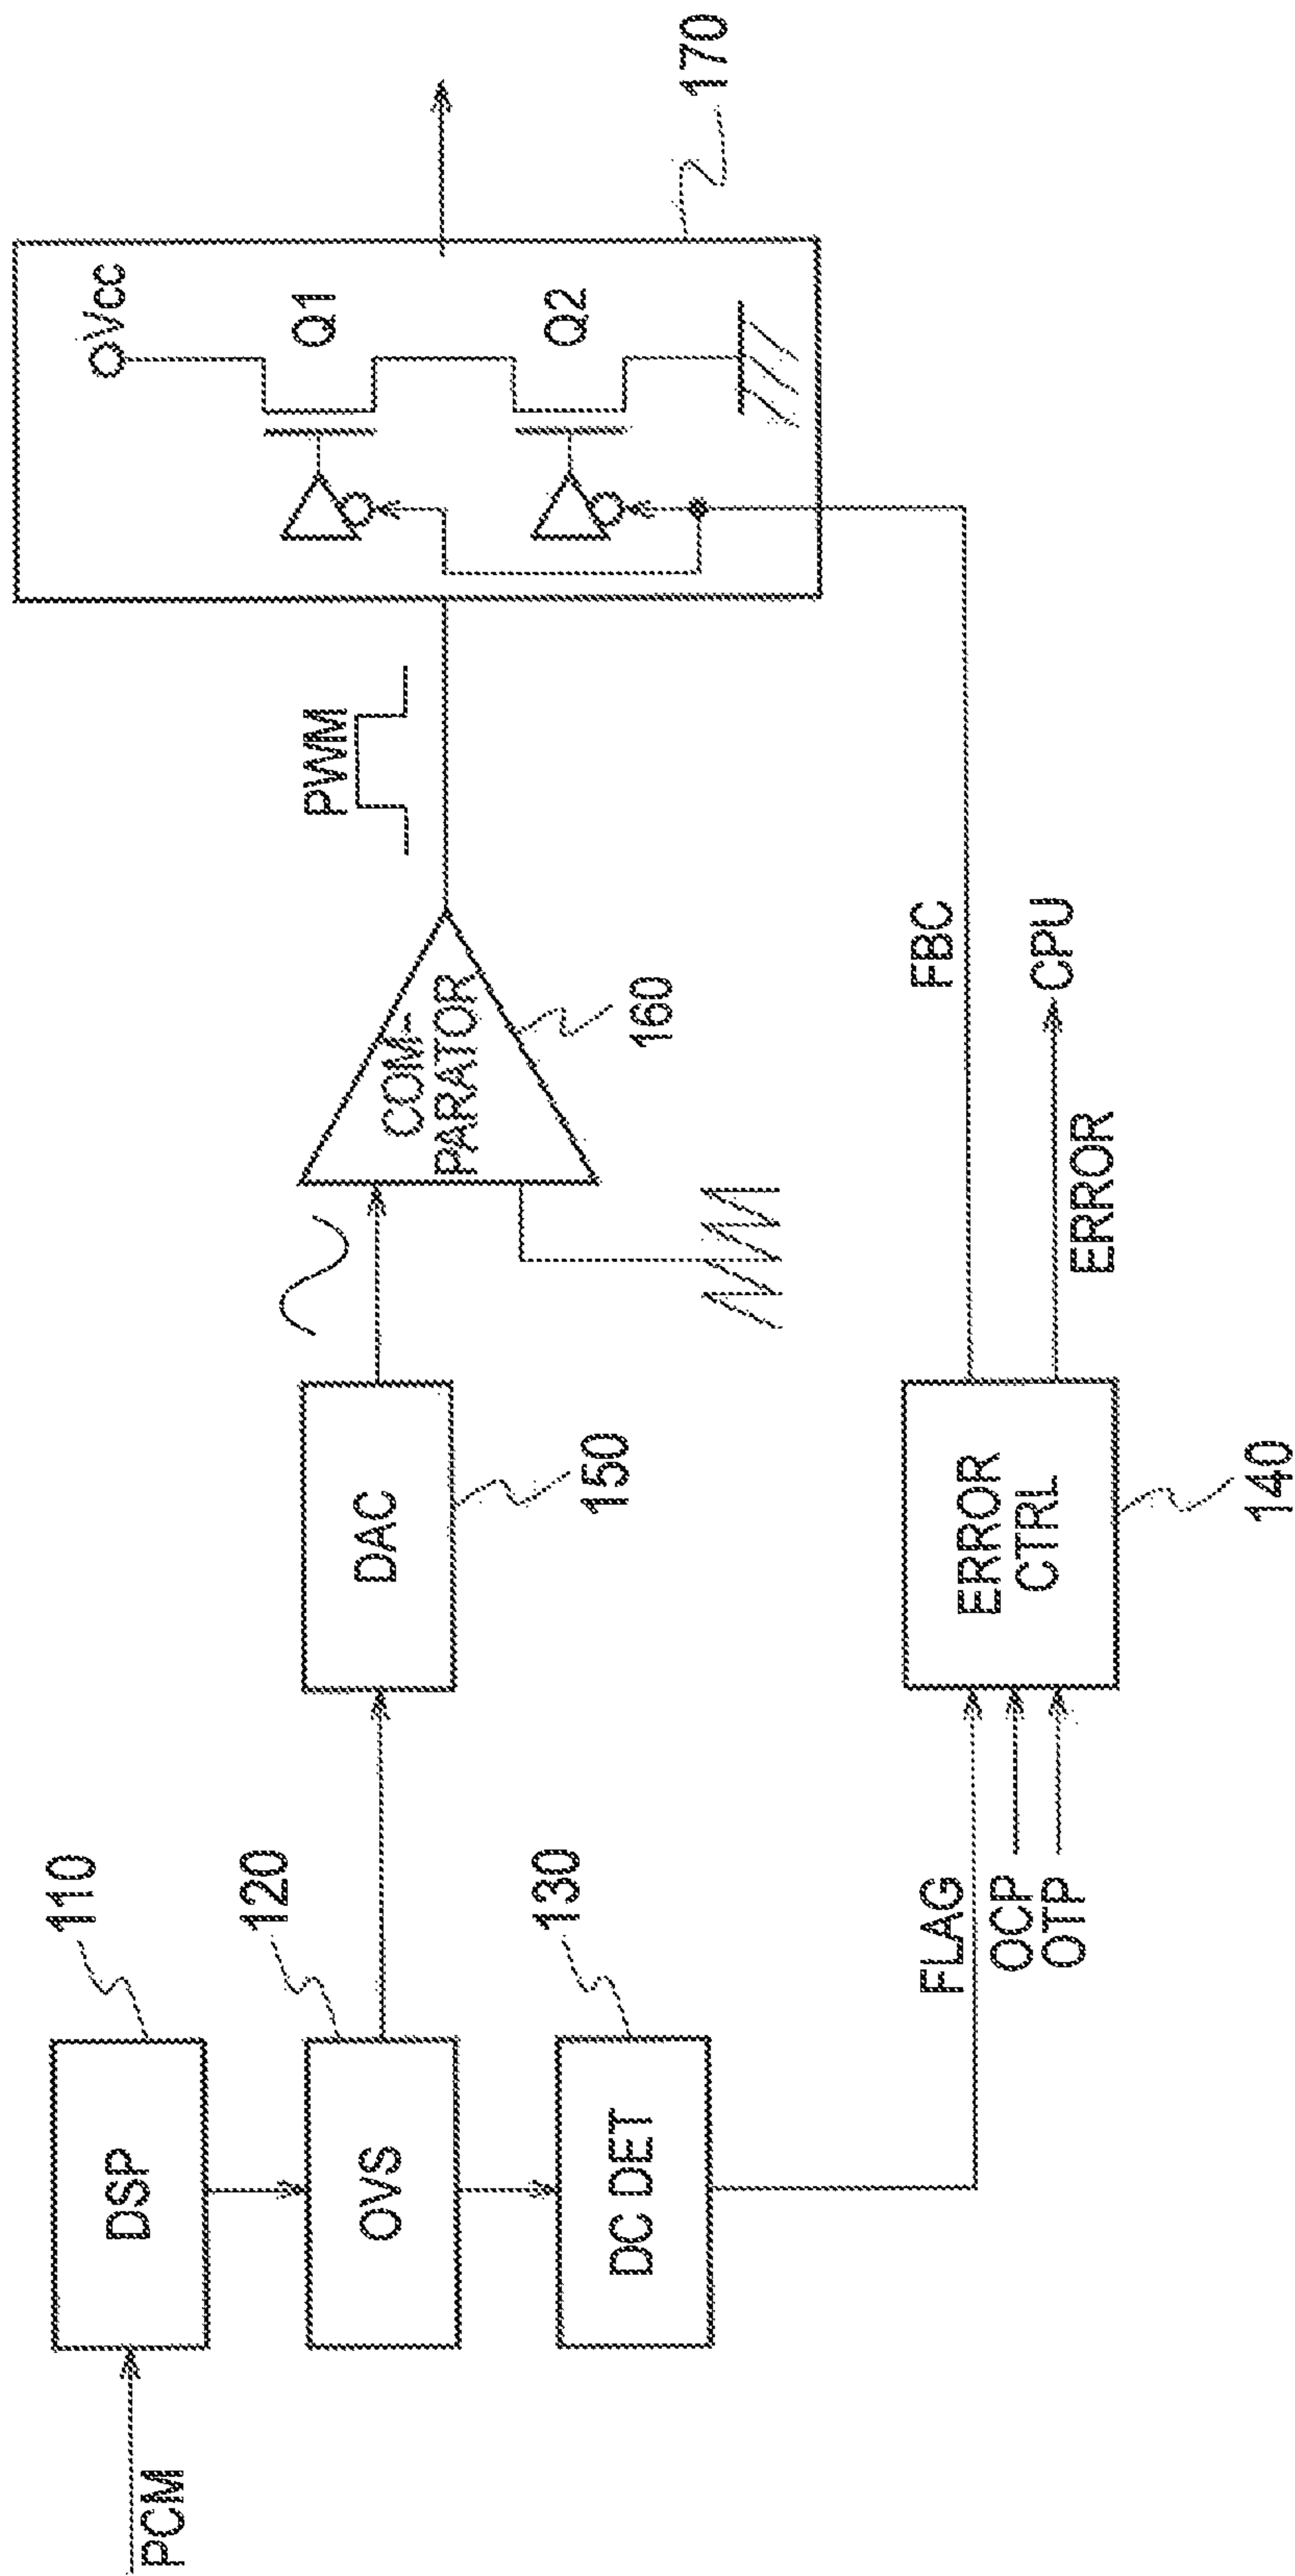 PCM
DSP
110
OVS
120
DC DET
130
FLAG
OCP
OTP
DAC
150
ERROR
CTRL
140
COM-
PARATOR
160
PWM
FBC
ERROR
CPU
Vcc
Q1
Q2
170